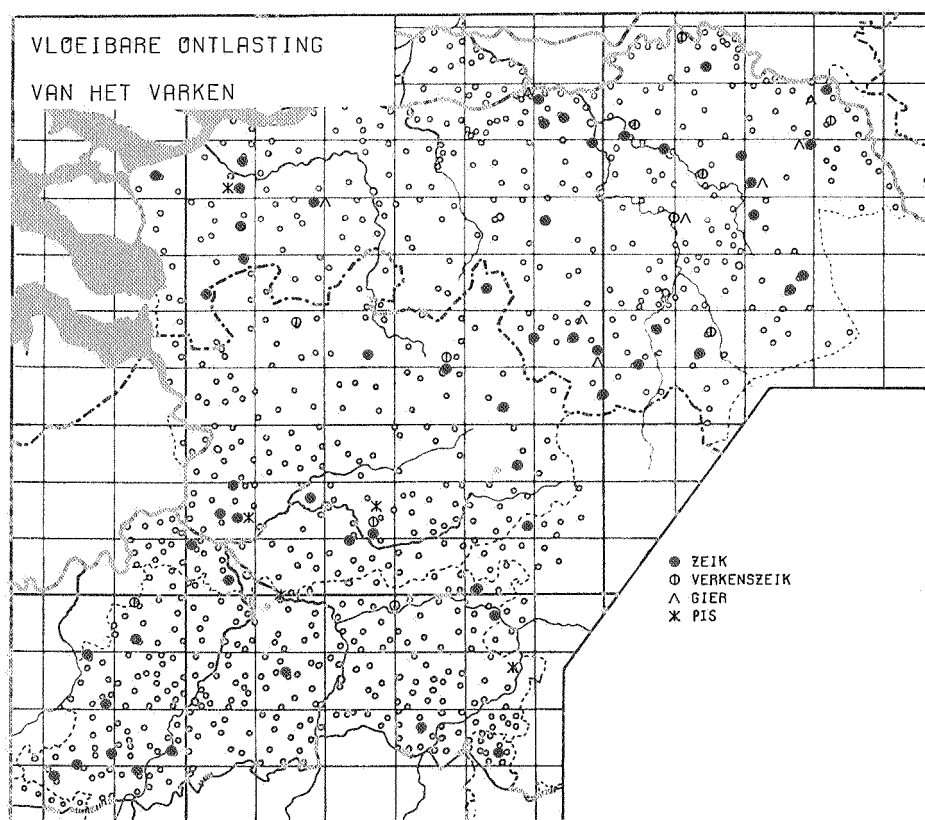 VLOEIBARE ONTLASTING
VAN HET VARKEN
ZEIK
VERKENSZEIK
GIER
PIS